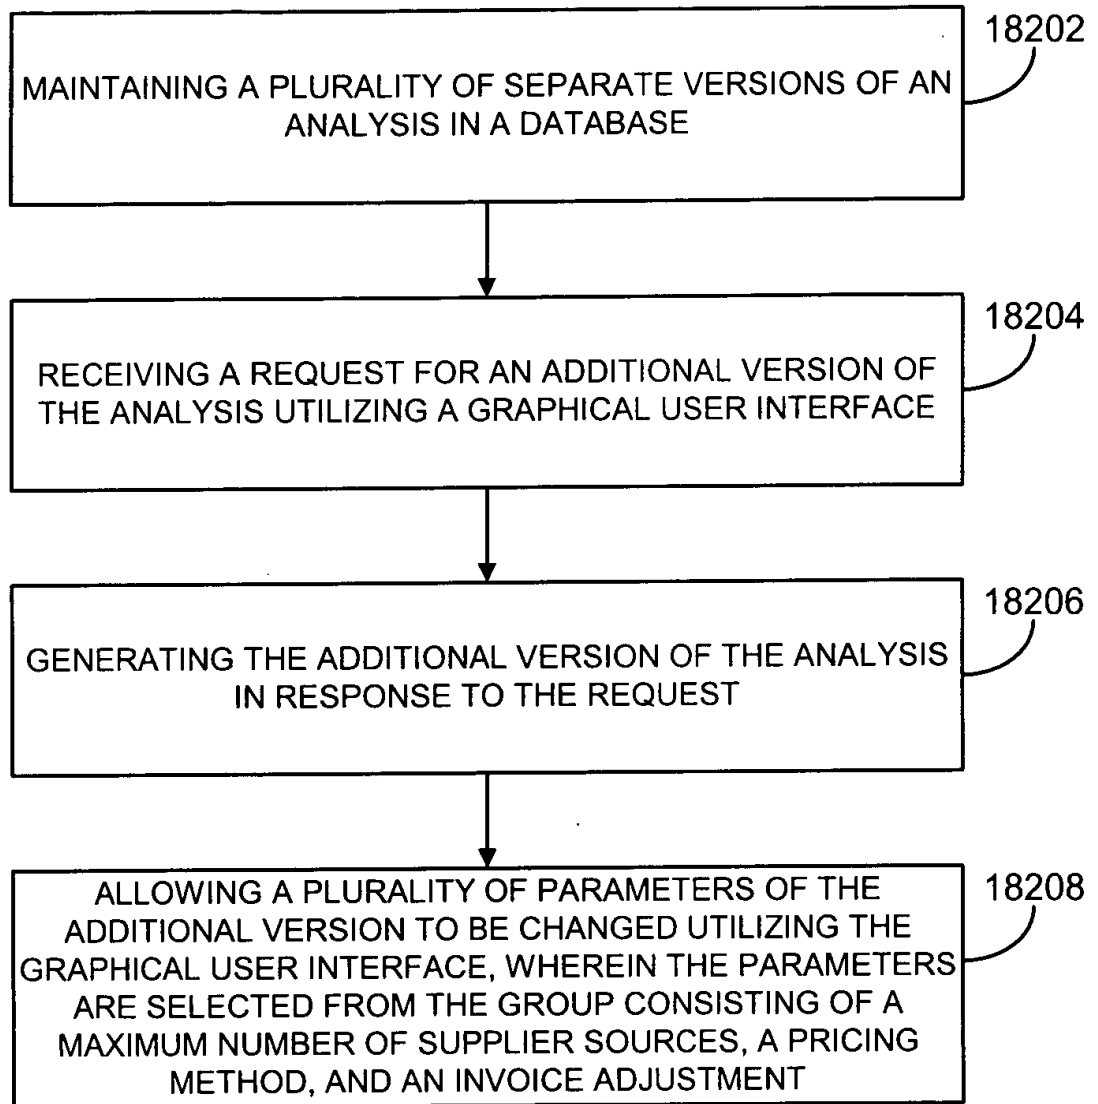 18202
MAINTAINING A PLURALITY OF SEPARATE VERSIONS OF AN
ANALYSIS IN A DATABASE
18204
RECEIVING A REQUEST FOR AN ADDITIONAL VERSION OF
THE ANALYSIS UTILIZING A GRAPHICAL USER INTERFACE
18206
GENERATING THE ADDITIONAL VERSION OF THE ANALYSIS
IN RESPONSE TO THE REQUEST
18208
ALLOWING A PLURALITY OF PARAMETERS OF THE
ADDITIONAL VERSION TO BE CHANGED UTILIZING THE
GRAPHICAL USER INTERFACE, WHEREIN THE PARAMETERS
ARE SELECTED FROM THE GROUP CONSISTING OF A
MAXIMUM NUMBER OF SUPPLIER SOURCES, A PRICING
METHOD, AND AN INVOICE ADJUSTMENT